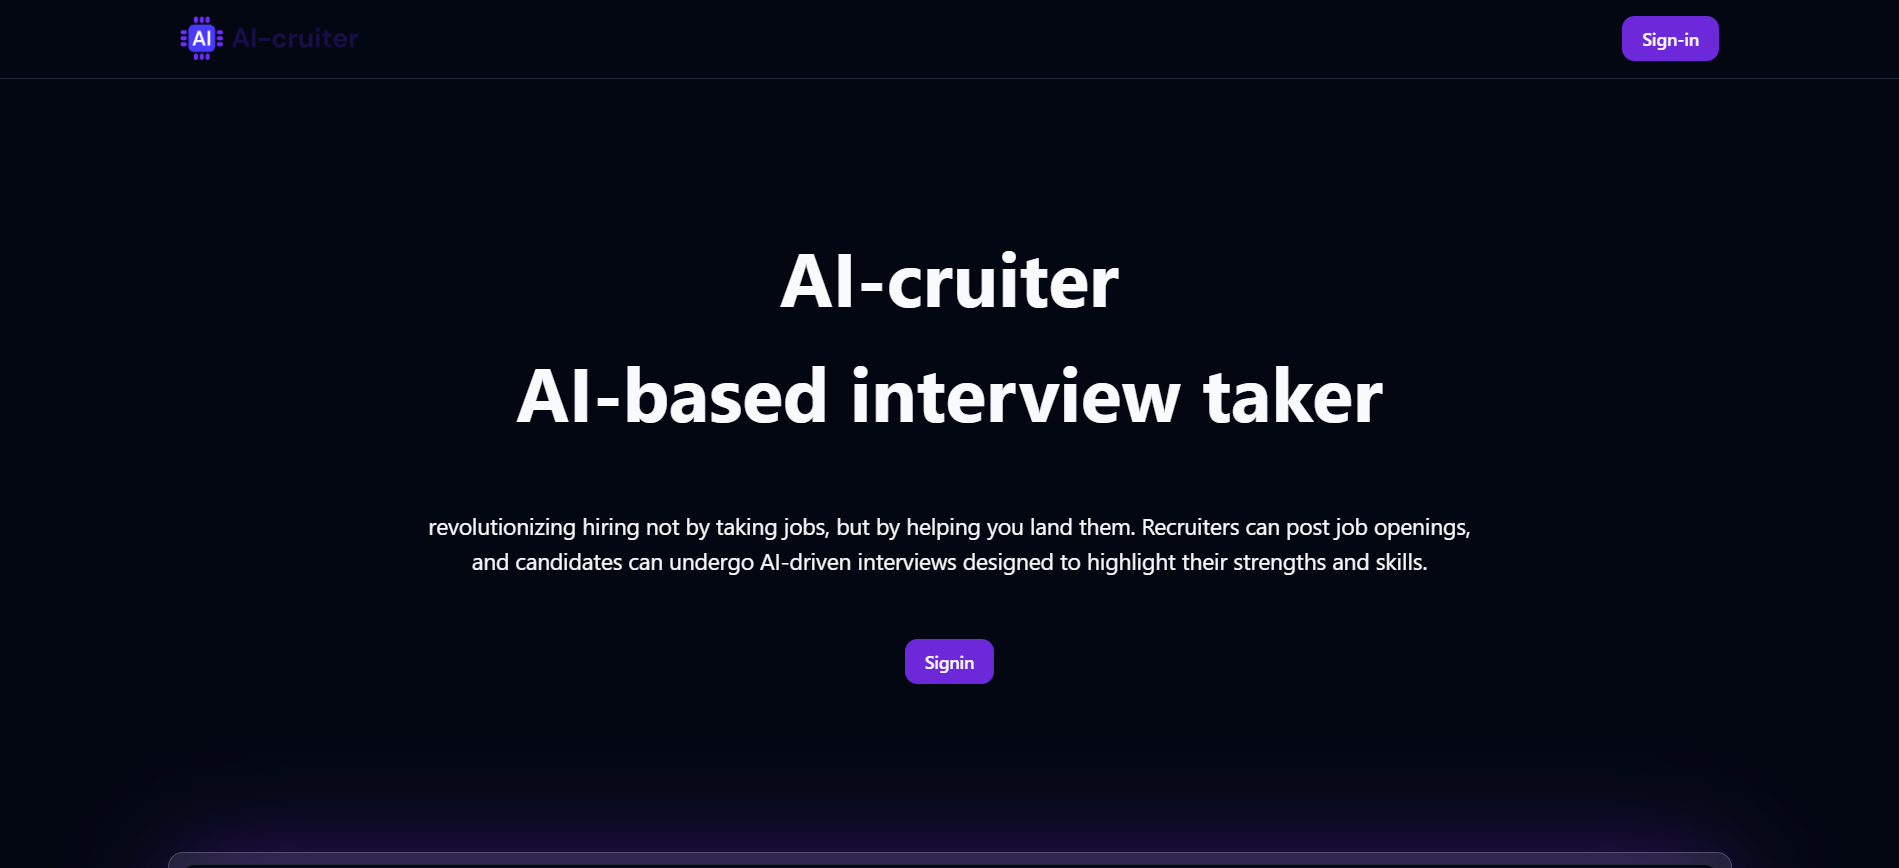 AI AI-cruiter
Sign-in
AI-cruiter
AI-based interview taker
revolutionizing hiring not by taking jobs, but by helping you land them. Recruiters can post job openings,
and candidates can undergo AI-driven interviews designed to highlight their strengths and skills.
Signin